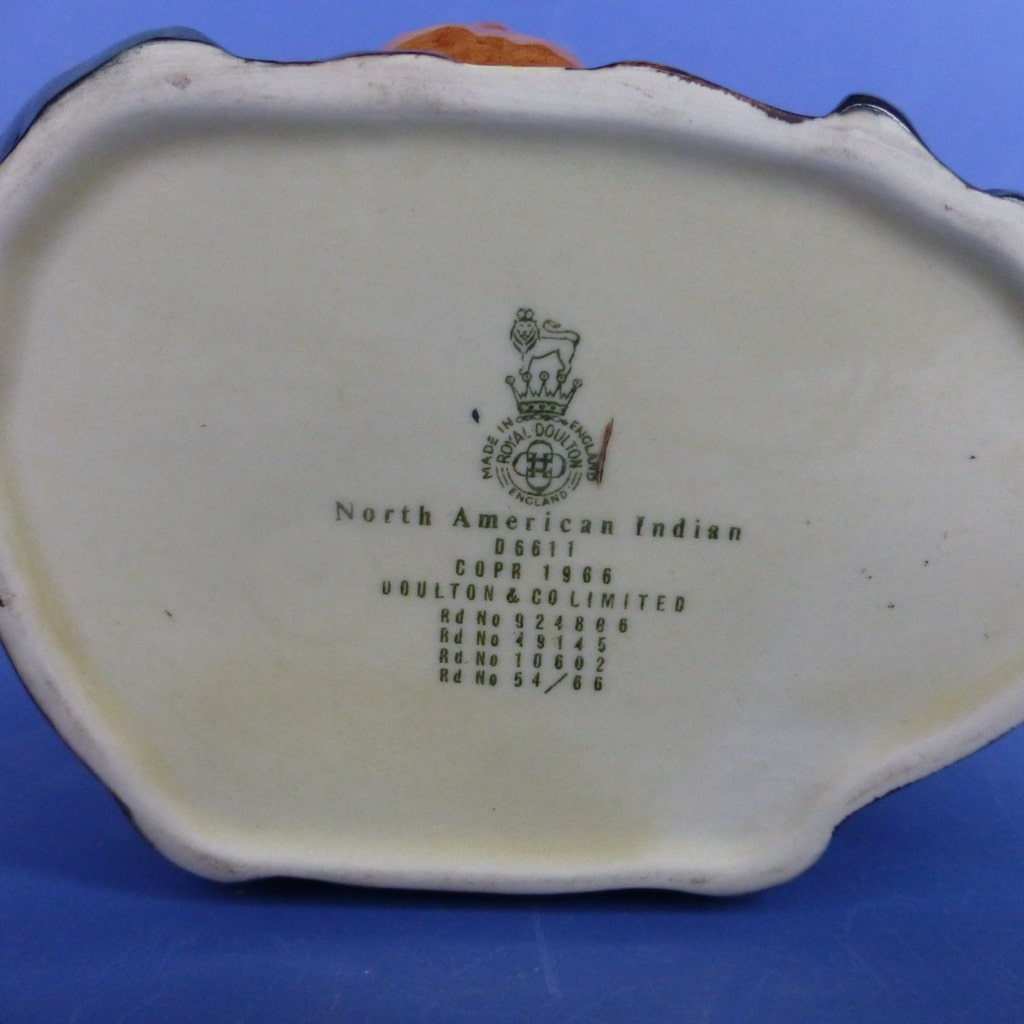 MADE IN ENGLAND
ROYAL DOULTON
ENGLAND
North American Indian
D6611
COPR 1966
DOULTON & CO LIMITED
Rd No 924806
Rd No 49145
Rd No 10602
Rd No 54/66